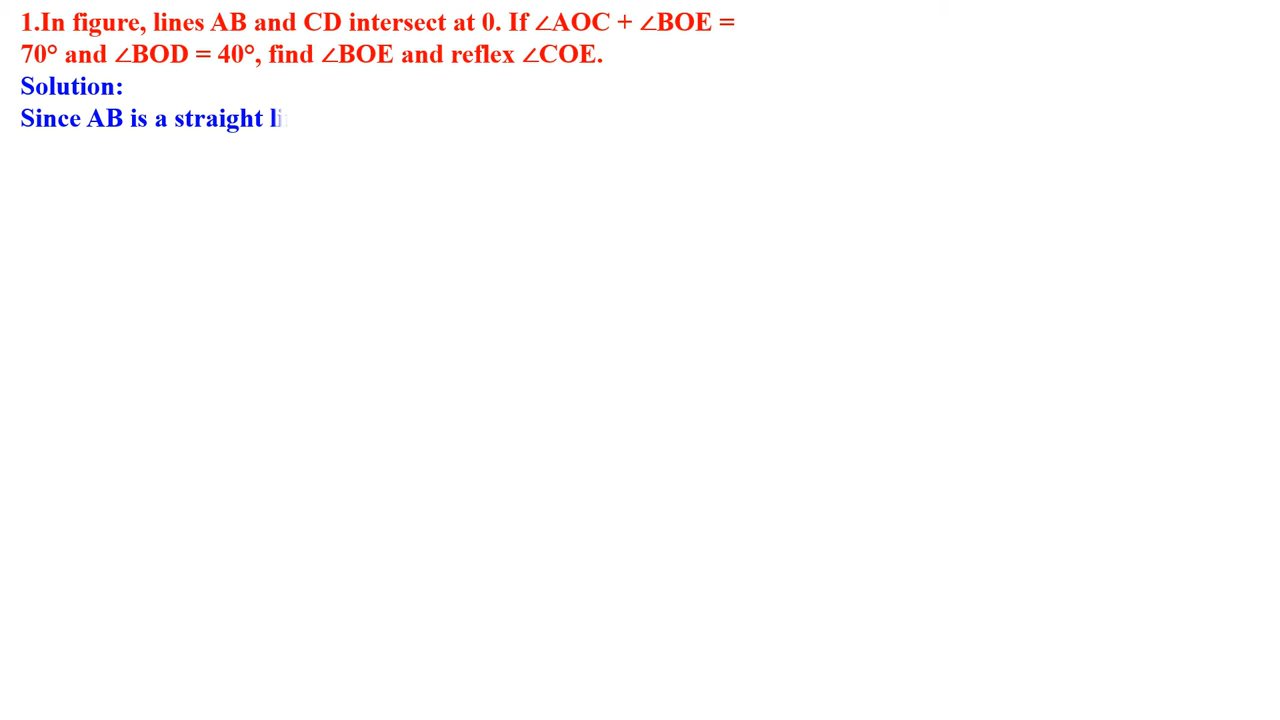 1.In figure, lines AB and CD intersect at 0. If ∠AOC + ∠BOE =
70° and ∠BOD = 40°, find ∠BOE and reflex ∠COE.
Solution:
Since AB is a straight